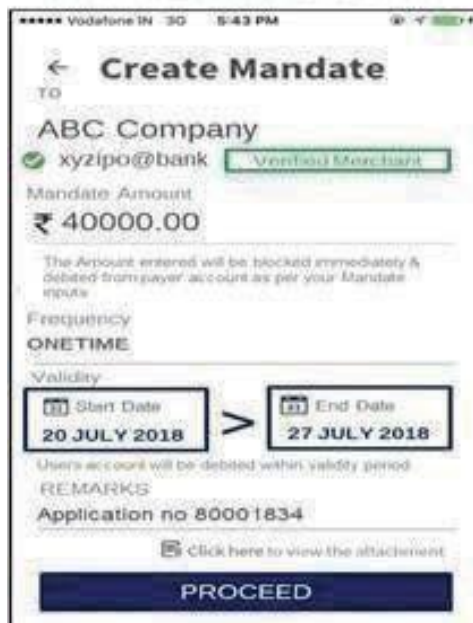 Vodafone IN 3G 5:43 PM
← Create Mandate
TO
ABC Company
xyzipo@bank Verified Merchant
Mandate Amount
₹ 40000.00
The Amount entered will be blocked immediately &
debited from payer account as per your Mandate
inputs
Frequency
ONETIME
Validity
31 Start Date > 31 End Date
20 JULY 2018 27 JULY 2018
Users account will be debited within validity period
REMARKS
Application no 80001834
Click here to view the attachment
PROCEED